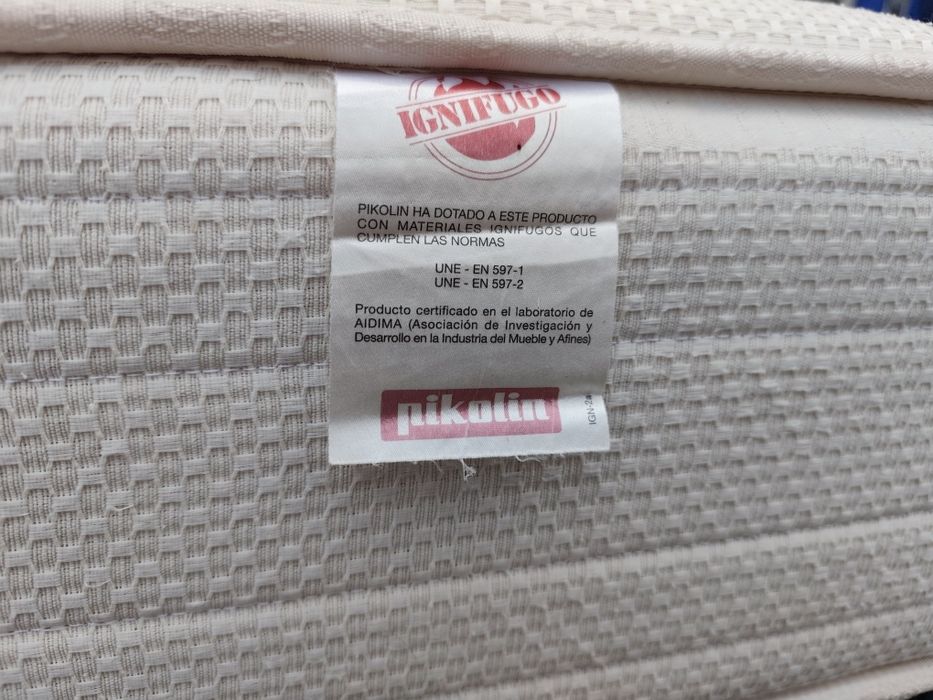 IGNIFUGO
PIKOLIN HA DOTADO A ESTE PRODUCTO
CON MATERIALES IGNIFUGOS QUE
CUMPLEN LAS NORMAS
UNE - EN 597-1
UNE - EN 597-2
Producto certificado en el laboratorio de
AIDIMA (Asociación de Investigación y
Desarrollo en la Industria del Mueble y Afines)
pikolin